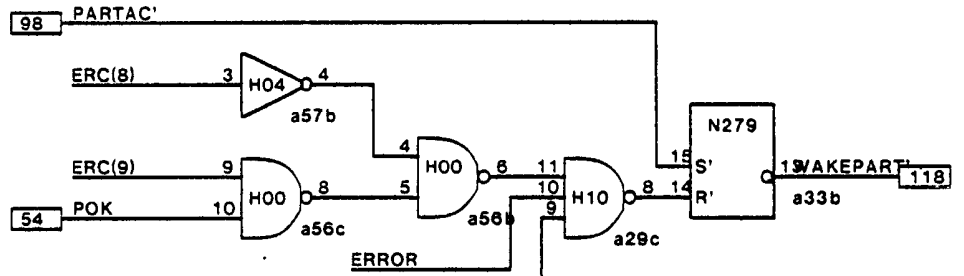 98 PARTAC'
ERC(8) 3 H04 4
a57b
N279
ERC(9) 9 H00 8
4 H00 6
5
11 H10 8
10
9
15 S'
14 R'
13 WAKEPART' 118
54 POK 10
a56c
a56b
a29c
a33b
ERROR